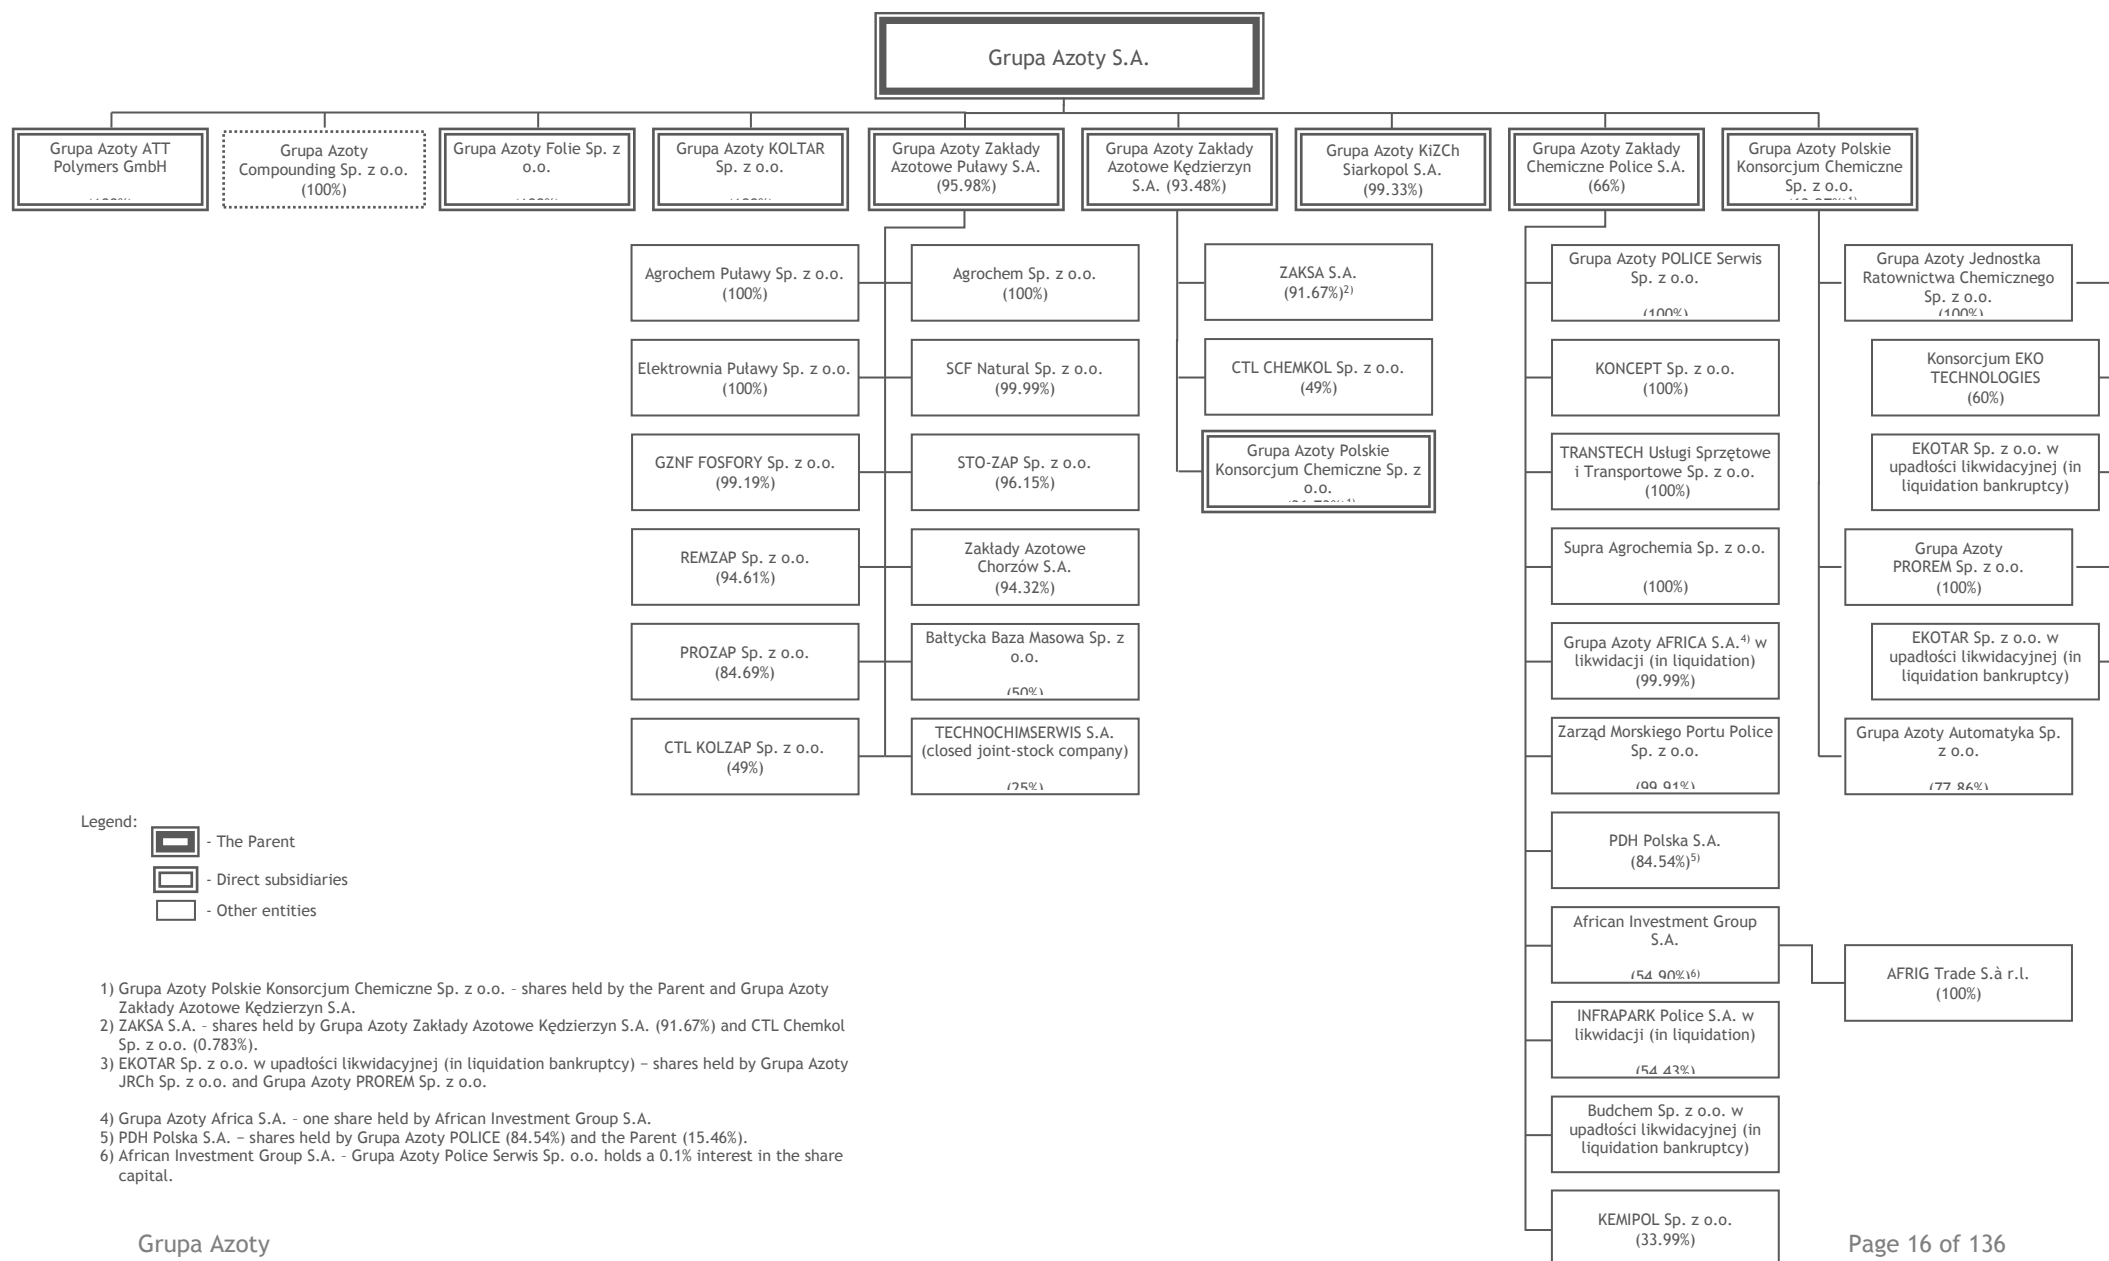 Grupa Azoty S.A.
Grupa Azoty ATT
Polymers GmbH
Grupa Azoty
Compounding Sp. z o.o.
(100%)
Grupa Azoty Folie Sp. z
o.o.
Grupa Azoty KOLTAR
Sp. z o.o.
Grupa Azoty Zakłady
Azotowe Puławy S.A.
(95.98%)
Grupa Azoty Zakłady
Azotowe Kędzierzyn
S.A. (93.48%)
Grupa Azoty KiZCh
Siarkopol S.A.
(99.33%)
Grupa Azoty Zakłady
Chemiczne Police S.A.
(66%)
Grupa Azoty Polskie
Konsorcjum Chemiczne
Sp. z o.o.
Agrochem Puławy Sp. z o.o.
(100%)
Elektrownia Puławy Sp. z o.o.
(100%)
GZNF FOSFORY Sp. z o.o.
(99.19%)
REMZAP Sp. z o.o.
(94.61%)
PROZAP Sp. z o.o.
(84.69%)
CTL KOLZAP Sp. z o.o.
(49%)
Agrochem Sp. z o.o.
(100%)
SCF Natural Sp. z o.o.
(99.99%)
STO-ZAP Sp. z o.o.
(96.15%)
Zakłady Azotowe
Chorzów S.A.
(94.32%)
Bałtycka Baza Masowa Sp. z
o.o.
(50%)
TECHNOCHIMSERWIS S.A.
(closed joint-stock company)
(25%)
ZAKSA S.A.
(91.67%)2)
CTL CHEMKOL Sp. z o.o.
(49%)
Grupa Azoty Polskie
Konsorcjum Chemiczne Sp. z
o.o.
Grupa Azoty POLICE Serwis
Sp. z o.o.
(100%)
KONCEPT Sp. z o.o.
(100%)
TRANSTECH Usługi Sprzętowe
i Transportowe Sp. z o.o.
(100%)
Supra Agrochemia Sp. z o.o.
(100%)
Grupa Azoty AFRICA S.A.4) w
likwidacji (in liquidation)
(99.99%)
Zarząd Morskiego Portu Police
Sp. z o.o.
(99.91%)
PDH Polska S.A.
(84.54%)5)
African Investment Group
S.A.
(54.90%)6)
INFRAPARK Police S.A. w
likwidacji (in liquidation)
(54.43%)
Budchem Sp. z o.o. w
upadłości likwidacyjnej (in
liquidation bankruptcy)
KEMIPOL Sp. z o.o.
(33.99%)
Grupa Azoty Jednostka
Ratownictwa Chemicznego
Sp. z o.o.
(100%)
Konsorcjum EKO
TECHNOLOGIES
(60%)
EKOTAR Sp. z o.o. w
upadłości likwidacyjnej (in
liquidation bankruptcy)
Grupa Azoty
PROREM Sp. z o.o.
(100%)
EKOTAR Sp. z o.o. w
upadłości likwidacyjnej (in
liquidation bankruptcy)
Grupa Azoty Automatyka Sp.
z o.o.
(77.86%)
AFRIG Trade S.à r.l.
(100%)
Legend:
- The Parent
- Direct subsidiaries
- Other entities
1) Grupa Azoty Polskie Konsorcjum Chemiczne Sp. z o.o. – shares held by the Parent and Grupa Azoty
Zakłady Azotowe Kędzierzyn S.A.
2) ZAKSA S.A. – shares held by Grupa Azoty Zakłady Azotowe Kędzierzyn S.A. (91.67%) and CTL Chemkol
Sp. z o.o. (0.783%).
3) EKOTAR Sp. z o.o. w upadłości likwidacyjnej (in liquidation bankruptcy) – shares held by Grupa Azoty
JRCh Sp. z o.o. and Grupa Azoty PROREM Sp. z o.o.
4) Grupa Azoty Africa S.A. – one share held by African Investment Group S.A.
5) PDH Polska S.A. – shares held by Grupa Azoty POLICE (84.54%) and the Parent (15.46%).
6) African Investment Group S.A. – Grupa Azoty Police Serwis Sp. o.o. holds a 0.1% interest in the share
capital.
Grupa Azoty
Page 16 of 136